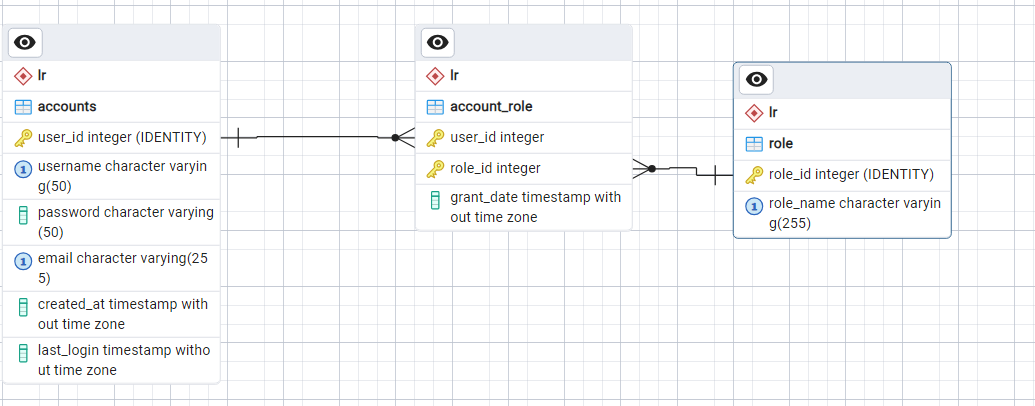 lr
accounts
user_id integer (IDENTITY)
username character varyin
g(50)
password character varying
(50)
email character varying(25
5)
created_at timestamp with
out time zone
last_login timestamp witho
ut time zone
lr
account_role
user_id integer
role_id integer
grant_date timestamp with
out time zone
lr
role
role_id integer (IDENTITY)
role_name character varyin
g(255)